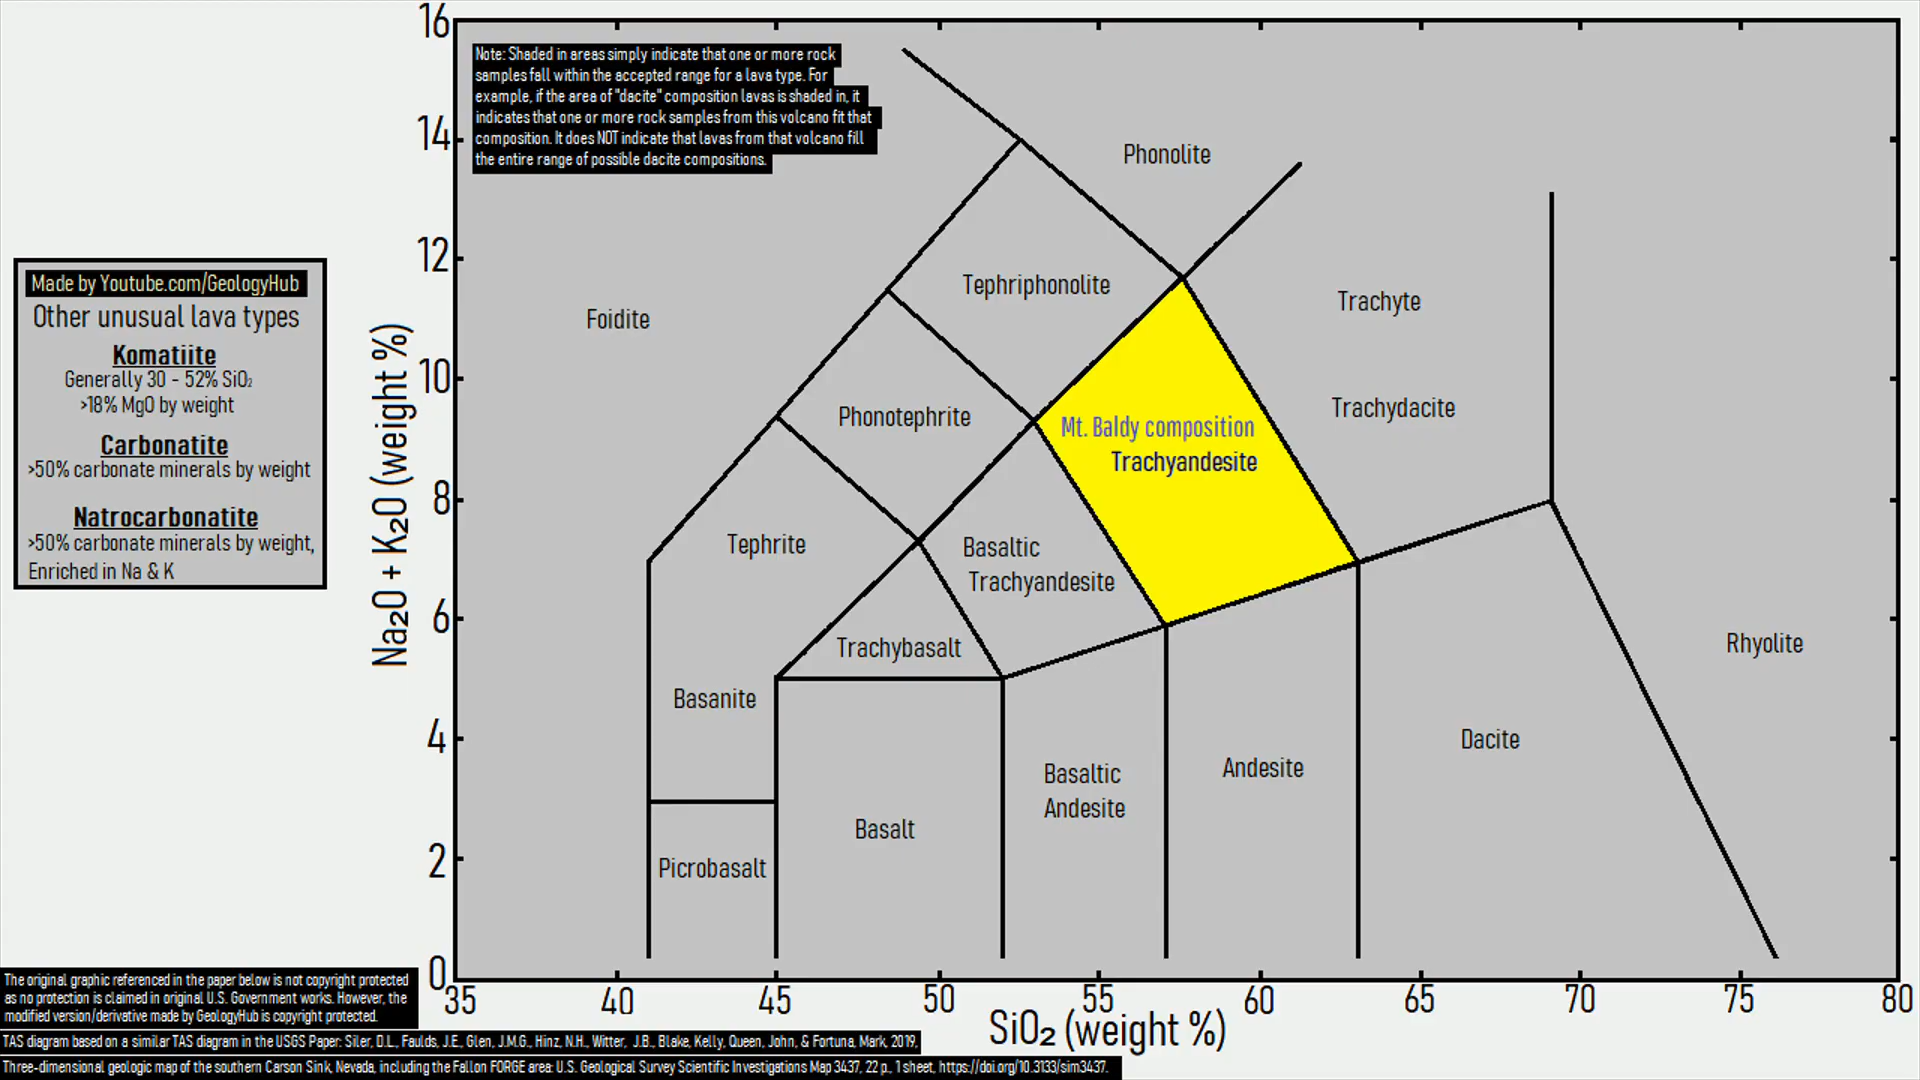 16
14
12
10
8
6
4
2
0
Na₂O + K₂O (weight %)
35 40 45 50 55 60 65 70 75 80
SiO₂ (weight %)
Note: Shaded in areas simply indicate that one or more rock
samples fall within the accepted range for a lava type. For
example, if the area of "dacite" composition lavas is shaded in, it
indicates that one or more rock samples from this volcano fit that
composition. It does NOT indicate that lavas from that volcano fill
the entire range of possible dacite compositions.
Phonolite
Tephriphonolite
Trachyte
Foidite
Trachydacite
Phonotephrite
Mt. Baldy composition
Trachyandesite
Tephrite
Basaltic
Trachyandesite
Trachybasalt
Rhyolite
Basanite
Dacite
Andesite
Basaltic
Andesite
Basalt
Picrobasalt
Made by Youtube.com/GeologyHub
Other unusual lava types
Komatiite
Generally 30 - 52% SiO₂
>18% MgO by weight
Carbonatite
>50% carbonate minerals by weight
Natrocarbonatite
>50% carbonate minerals by weight,
Enriched in Na & K
The original graphic referenced in the paper below is not copyright protected
as no protection is claimed in original U.S. Government works. However, the
modified version/derivative made by GeologyHub is copyright protected.
TAS diagram based on a similar TAS diagram in the USGS Paper: Siler, D.L., Faulds, J.E., Glen, J.M.G., Hinz, N.H., Witter, J.B., Blake, Kelly, Queen, John, & Fortuna, Mark, 2019,
Three-dimensional geologic map of the southern Carson Sink, Nevada, including the Fallon FORGE area: U.S. Geological Survey Scientific Investigations Map 3437, 22 p., 1 sheet, https://doi.org/10.3133/sim3437.